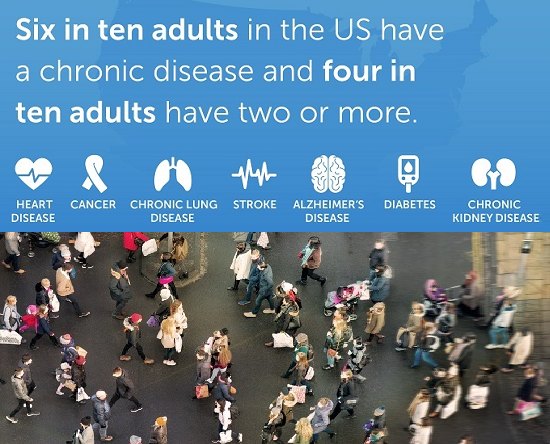 Six in ten adults in the US have
a chronic disease and four in
ten adults have two or more.
HEART
DISEASE
CANCER
CHRONIC LUNG
DISEASE
STROKE
ALZHEIMER'S
DISEASE
DIABETES
CHRONIC
KIDNEY DISEASE